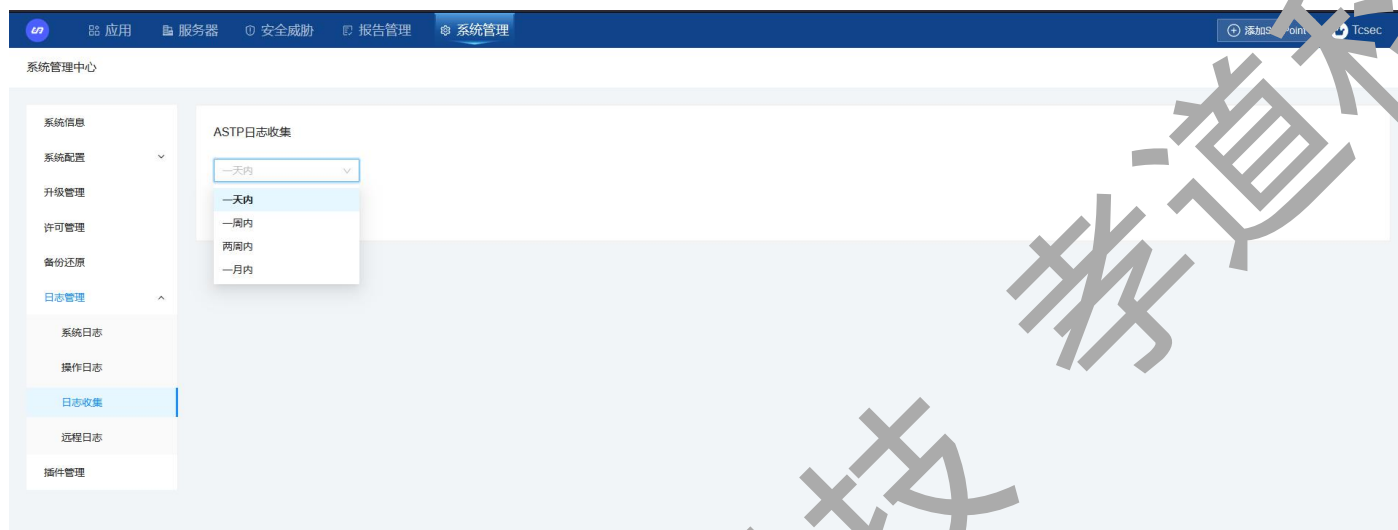 应用 服务器 安全威胁 报告管理 系统管理 Tcsec
系统管理中心
系统信息
系统配置
升级管理
许可管理
备份还原
日志管理
系统日志
操作日志
日志收集
远程日志
插件管理
ASTP日志收集
一天内
一天内
一周内
两周内
一月内
孝道科技